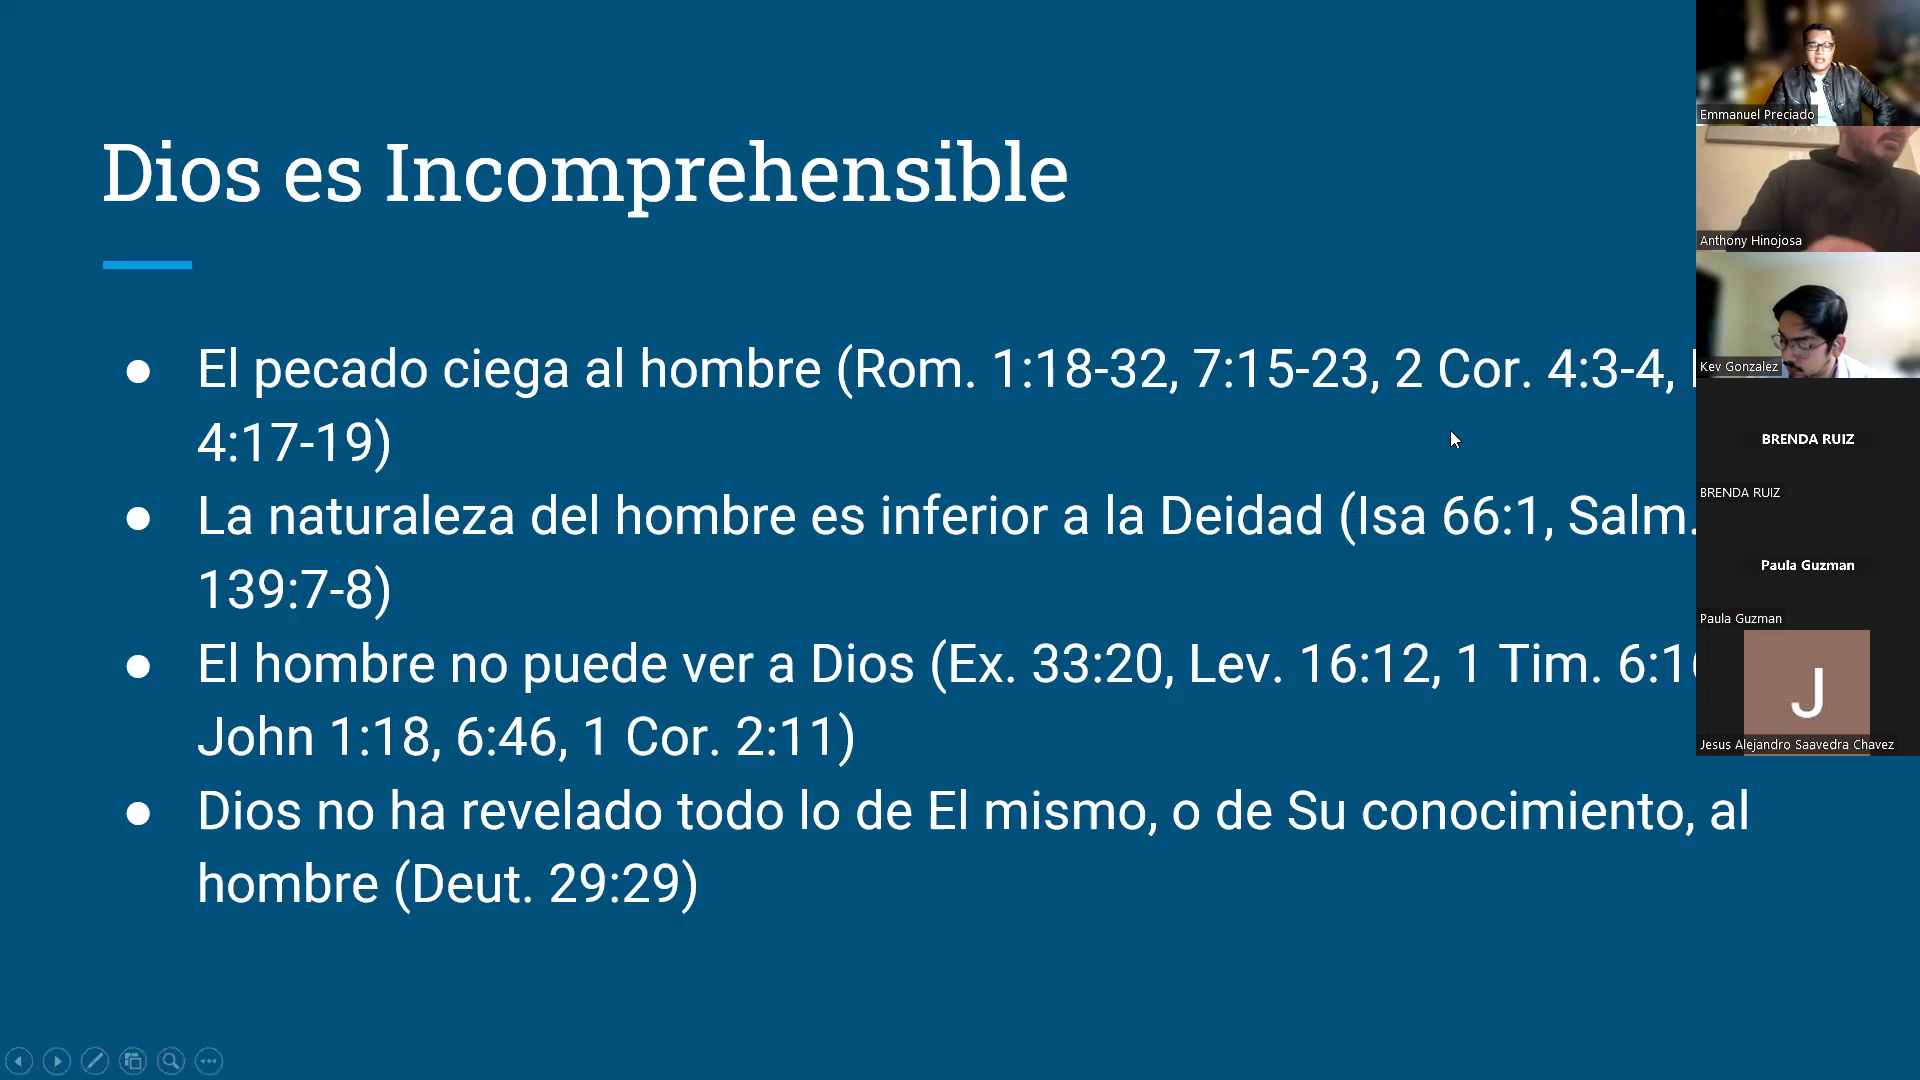 Dios es Incomprehensible
El pecado ciega al hombre (Rom. 1:18-32, 7:15-23, 2 Cor. 4:3-4,
4:17-19)
La naturaleza del hombre es inferior a la Deidad (Isa 66:1, Salm.
139:7-8)
El hombre no puede ver a Dios (Ex. 33:20, Lev. 16:12, 1 Tim.
John 1:18, 6:46, 1 Cor. 2:11)
Dios no ha revelado todo lo de El mismo, o de Su conocimiento, al
hombre (Deut. 29:29)
Emmanuel Preciado
Anthony Hinojosa
Kev Gonzalez
BRENDA RUIZ
BRENDA RUIZ
Paula Guzman
Paula Guzman
J
Jesus Alejandro Saavedra Chavez